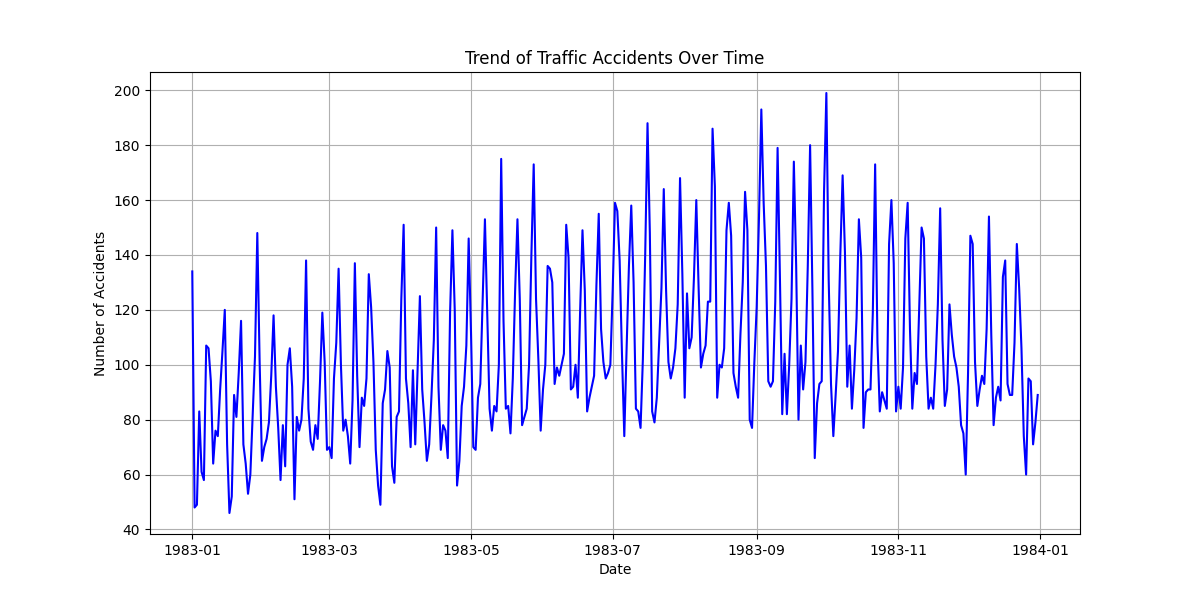 Trend of Traffic Accidents Over Time
Number of Accidents
200
180
160
140
120
100
80
60
40
1983-01 1983-03 1983-05 1983-07 1983-09 1983-11 1984-01
Date